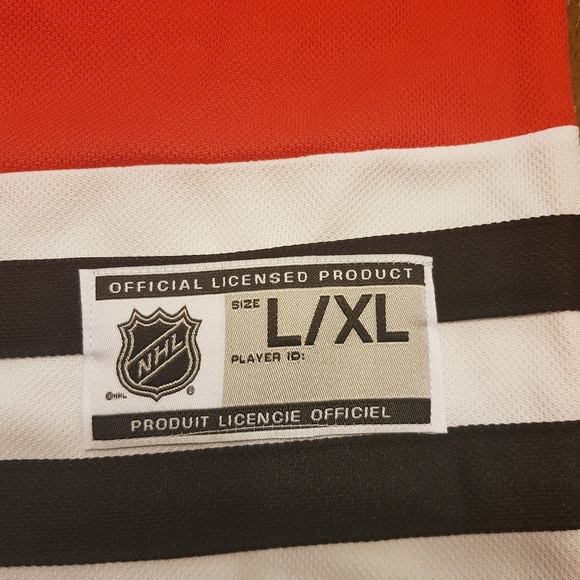 OFFICIAL LICENSED PRODUCT
NHL
SIZE L/XL
PLAYER ID:
©NHL ®
PRODUIT LICENCIE OFFICIEL